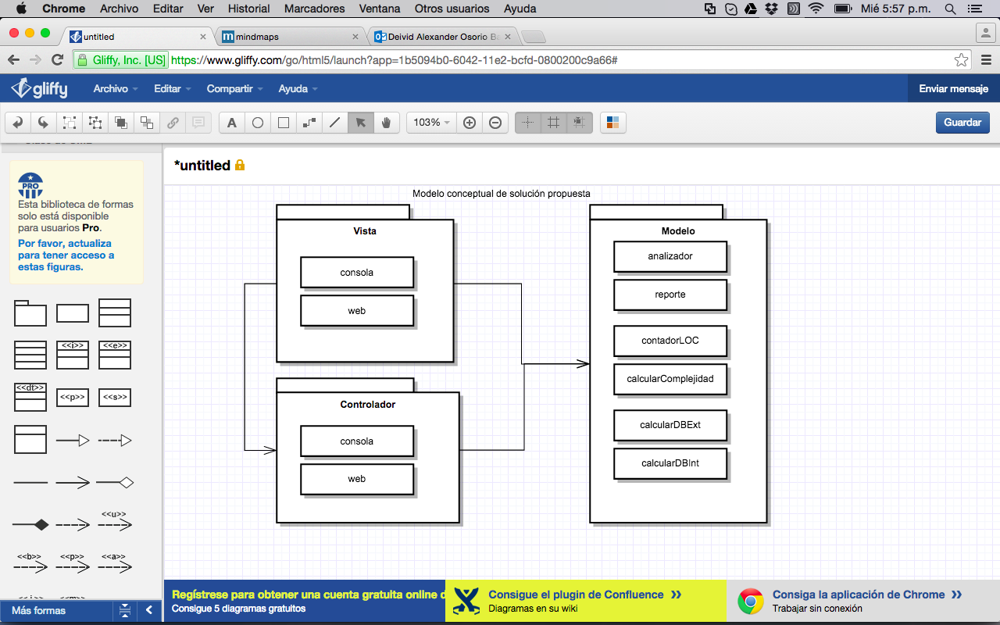 Chrome Archivo Editar Ver Historial Marcadores Ventana Otros usuarios Ayuda Mié 5:57 p.m.
untitled mindmaps Deivid Alexander Osorio Ba
Gliffy, Inc. [US] https://www.gliffy.com/go/html5/launch?app=1b5094b0-6042-11e2-bcfd-0800200c9a66#
gliffy Archivo Editar Compartir Ayuda Enviar mensaje
A 103% Guardar
*untitled
PRO
Esta biblioteca de formas
solo está disponible
para usuarios Pro.
Por favor, actualiza
para tener acceso a
estas figuras.
<<i>> <<e>>
<<dt>>
<<p>> <<s>>
<<u>>
<<b>> <<p>> <<a>>
Más formas
Modelo conceptual de solución propuesta
Vista
consola
web
Controlador
consola
web
Modelo
analizador
reporte
contadorLOC
calcularComplejidad
calcularDBExt
calcularDBInt
Regístrese para obtener una cuenta gratuita online d
Consigue 5 diagramas gratuitos
Consigue el plugin de Confluence »
Diagramas en su wiki
Consiga la aplicación de Chrome »
Trabajar sin conexión